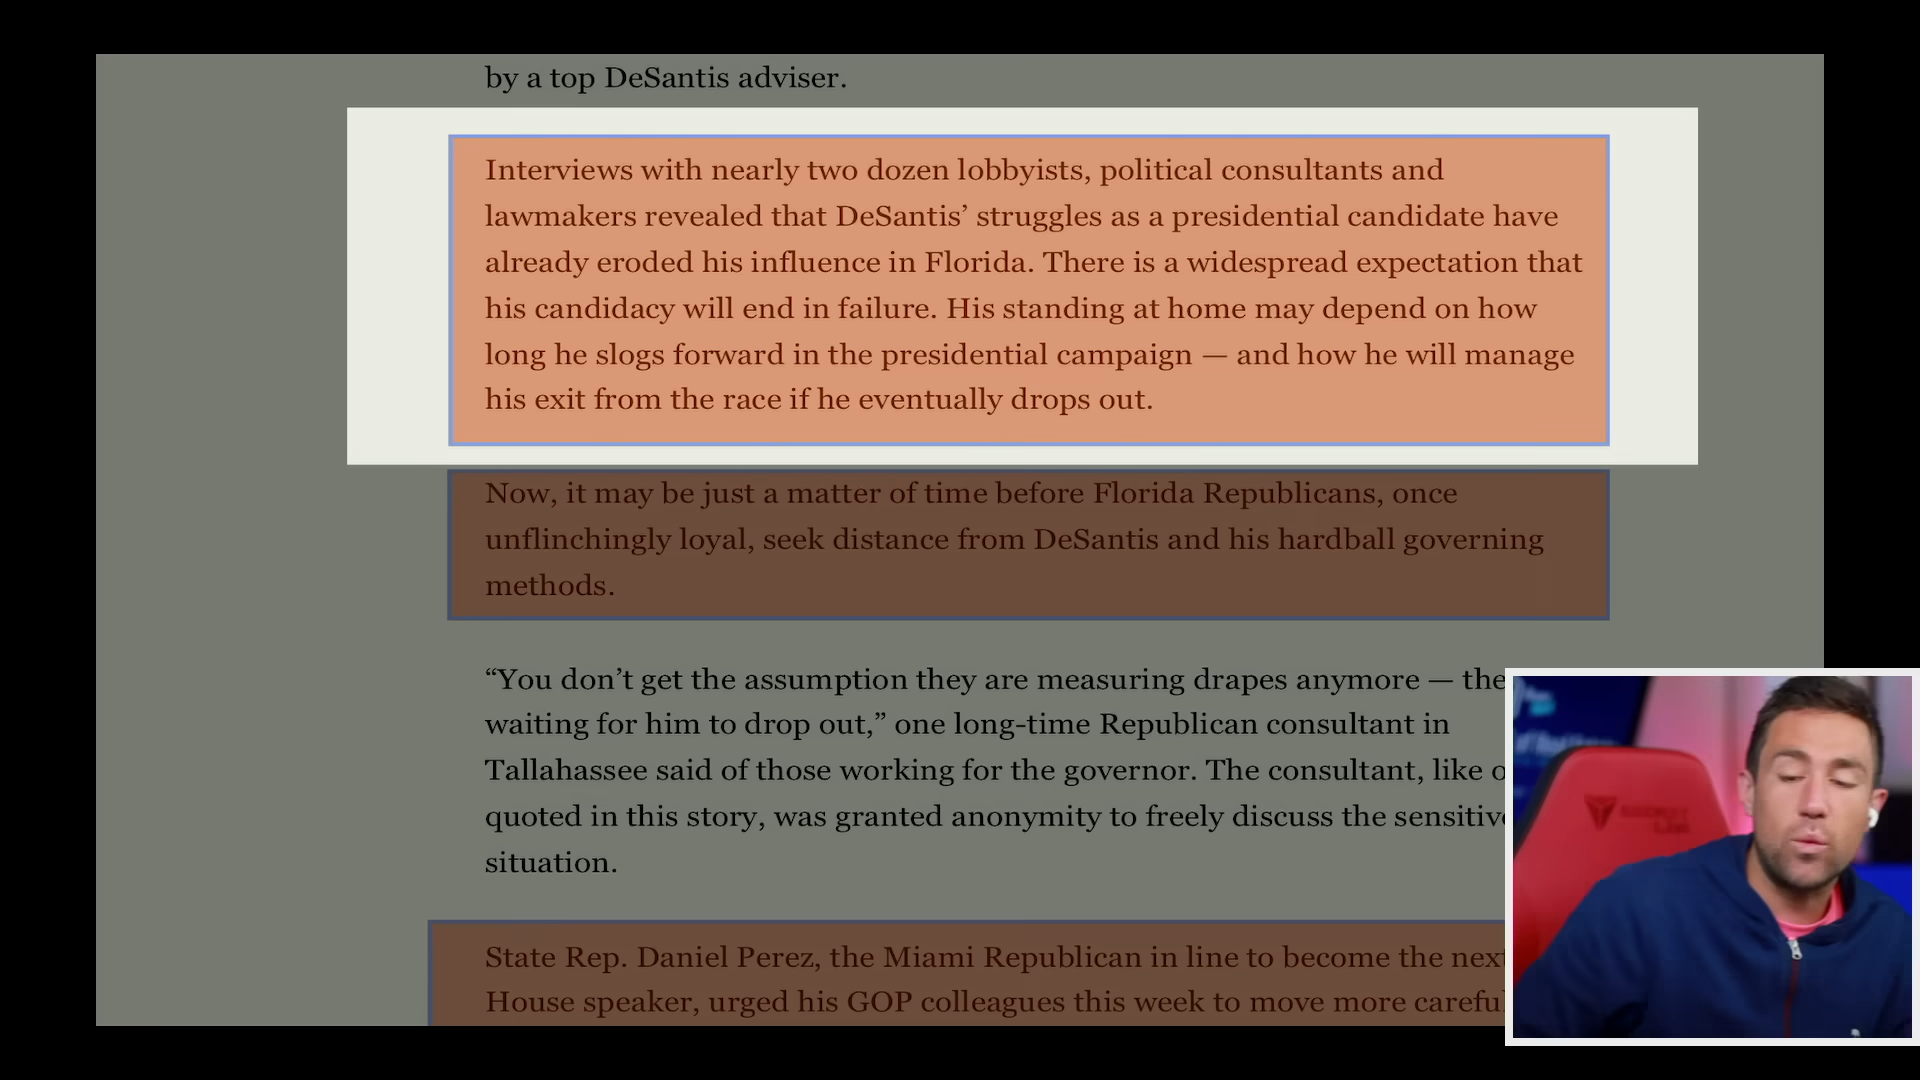 by a top DeSantis adviser.
Interviews with nearly two dozen lobbyists, political consultants and
lawmakers revealed that DeSantis’ struggles as a presidential candidate have
already eroded his influence in Florida. There is a widespread expectation that
his candidacy will end in failure. His standing at home may depend on how
long he slogs forward in the presidential campaign — and how he will manage
his exit from the race if he eventually drops out.
Now, it may be just a matter of time before Florida Republicans, once
unflinchingly loyal, seek distance from DeSantis and his hardball governing
methods.
“You don’t get the assumption they are measuring drapes anymore — the
waiting for him to drop out,” one long-time Republican consultant in
Tallahassee said of those working for the governor. The consultant, like
quoted in this story, was granted anonymity to freely discuss the sensitive
situation.
State Rep. Daniel Perez, the Miami Republican in line to become the next
House speaker, urged his GOP colleagues this week to move more